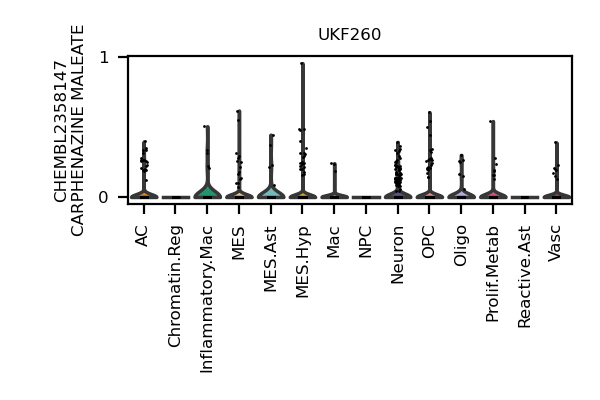 UKF260
CHEMBL2358147
CARPHENAZINE MALEATE
1
0
AC
Chromatin.Reg
Inflammatory.Mac
MES
MES.Ast
MES.Hyp
Mac
NPC
Neuron
OPC
Oligo
Prolif.Metab
Reactive.Ast
Vasc